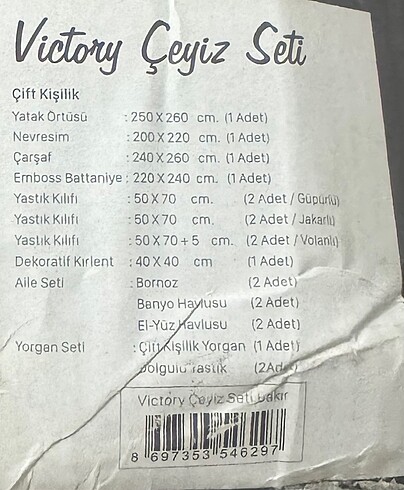 Victory Çeyiz Seti
Çift Kişilik
Yatak Örtüsü : 250 X 260 cm. (1 Adet)
Nevresim : 200 X 220 cm. (1 Adet)
Çarşaf : 240 X 260 cm. (1 Adet)
Emboss Battaniye : 220 X 240 cm. (1 Adet)
Yastık Kılıfı : 50 X 70 cm. (2 Adet / Güpürlü)
Yastık Kılıfı : 50 X 70 cm. (2 Adet / Jakarlı)
Yastık Kılıfı : 50 X 70 + 5 cm. (2 Adet / Volanlı)
Dekoratif Kırlent : 40 X 40 cm (1 Adet)
Aile Seti : Bornoz (2 Adet)
Banyo Havlusu (2 Adet)
El-Yüz Havlusu (2 Adet)
Yorgan Seti : Çift Kişilik Yorgan (1 Adet)
Dolgulu Yastık (2 Adet)
Victory Çeyiz Seti Bakır
8 697353 546297